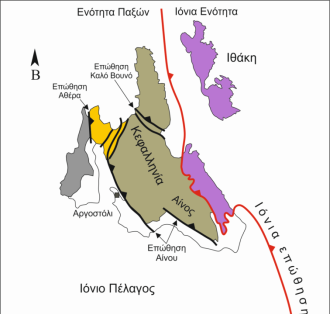 Ενότητα Παξών
Ιόνια Ενότητα
Ιθάκη
Επώθηση
Καλό Βουνό
Β
Επώθηση
Αθέρα
Κεφαλληνία
Αίνος
Αργοστόλι
Επώθηση
Αίνου
Ιόνια επώθηση
Ιόνιο Πέλαγος